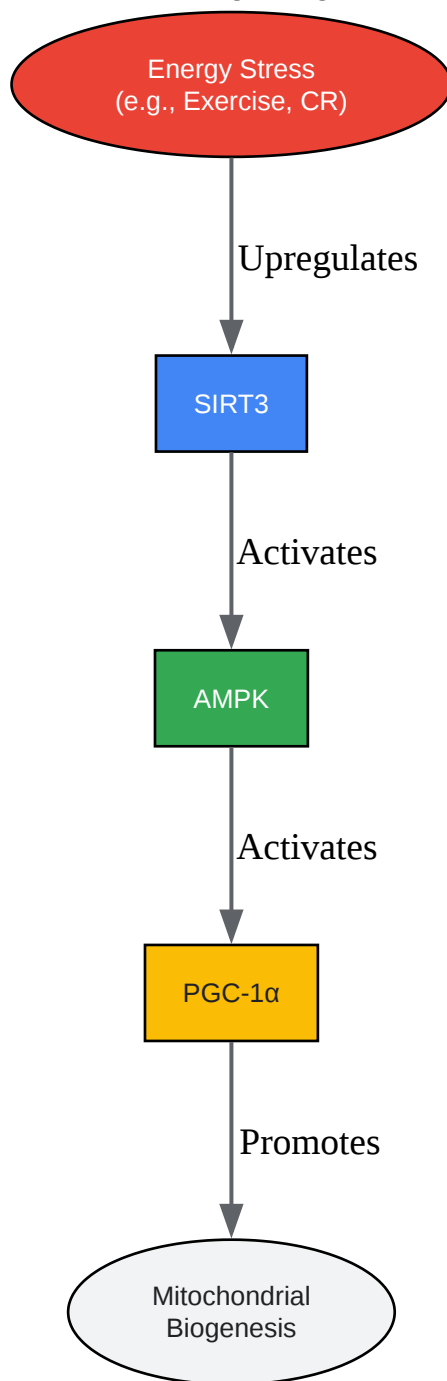 Energy Stress
(e.g., Exercise, CR)
Upregulates
SIRT3
Activates
AMPK
Activates
PGC-1α
Promotes
Mitochondrial
Biogenesis